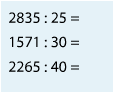 2835 : 25 =
1571 : 30 =
2265 : 40 =